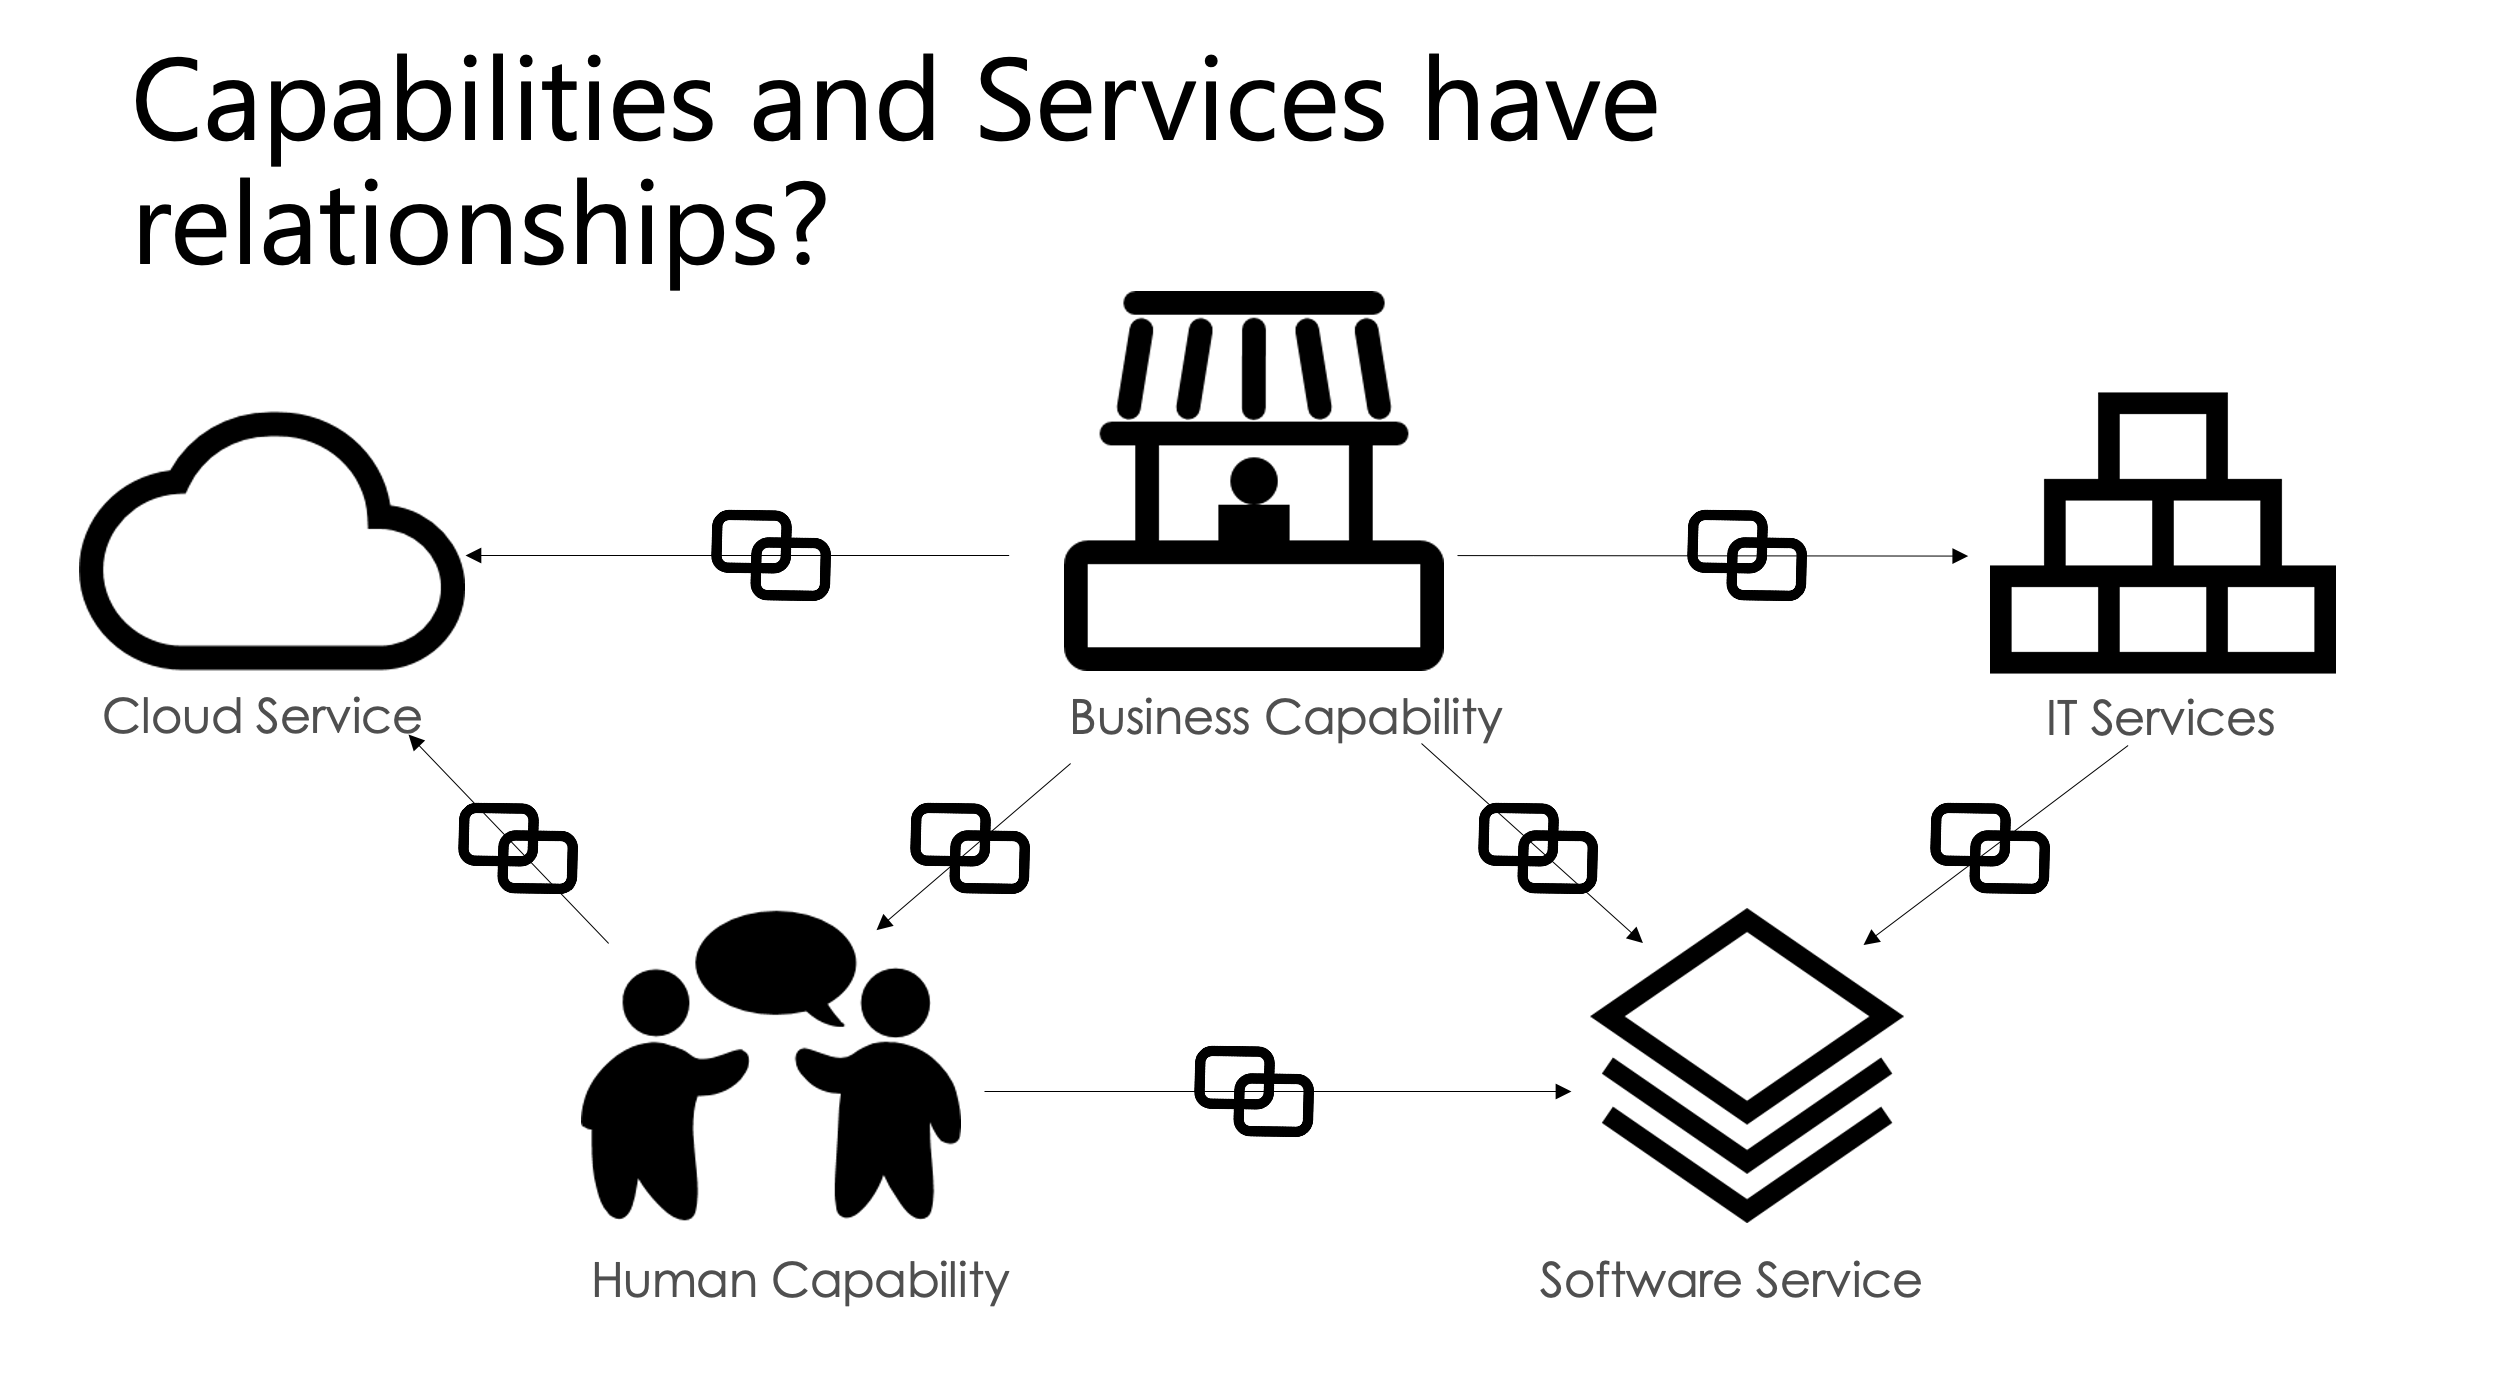 Capabilities and Services have
relationships?
Cloud Service
Business Capability
IT Services
Human Capability
Software Service